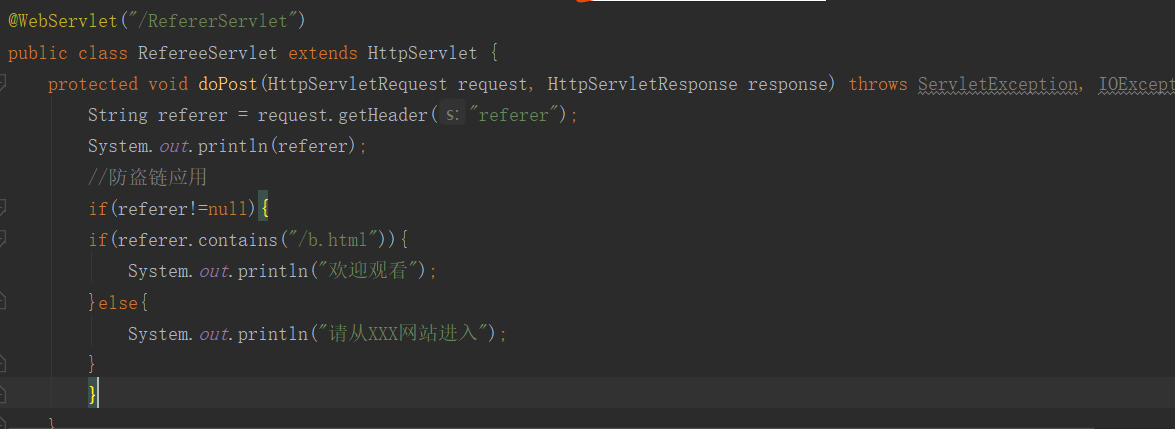 @WebServlet("/RefererServlet")
public class RefereeServlet extends HttpServlet {
protected void doPost(HttpServletRequest request, HttpServletResponse response) throws ServletException, IOExcept
String referer = request.getHeader( s: "referer");
System.out.println(referer);
//防盗链应用
if(referer!=null){
if(referer.contains("/b.html")){
System.out.println("欢迎观看");
}else{
System.out.println("请从XXX网站进入");
}
}
}